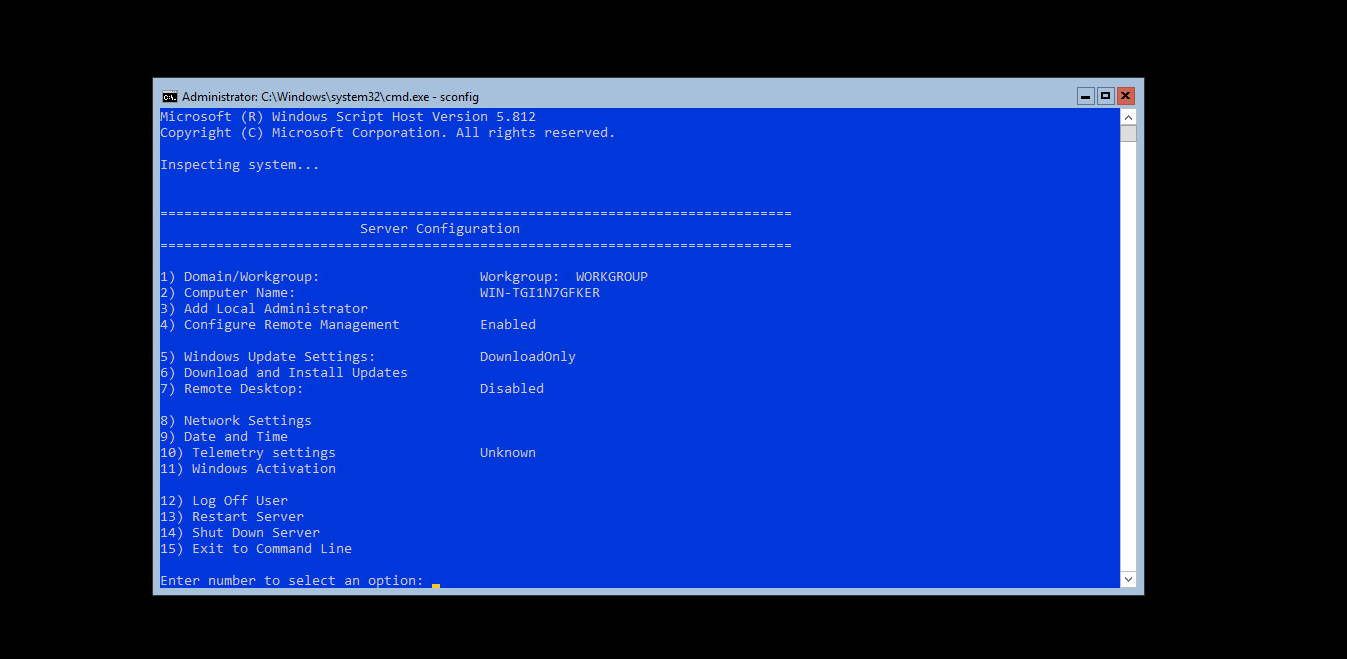 Administrator: C:\Windows\system32\cmd.exe - sconfig
Microsoft (R) Windows Script Host Version 5.812
Copyright (C) Microsoft Corporation. All rights reserved.
Inspecting system...
===============================================================================
Server Configuration
===============================================================================
1) Domain/Workgroup: Workgroup: WORKGROUP
2) Computer Name: WIN-TGI1N7GFKER
3) Add Local Administrator
4) Configure Remote Management Enabled
5) Windows Update Settings: DownloadOnly
6) Download and Install Updates
7) Remote Desktop: Disabled
8) Network Settings
9) Date and Time
10) Telemetry settings Unknown
11) Windows Activation
12) Log Off User
13) Restart Server
14) Shut Down Server
15) Exit to Command Line
Enter number to select an option: